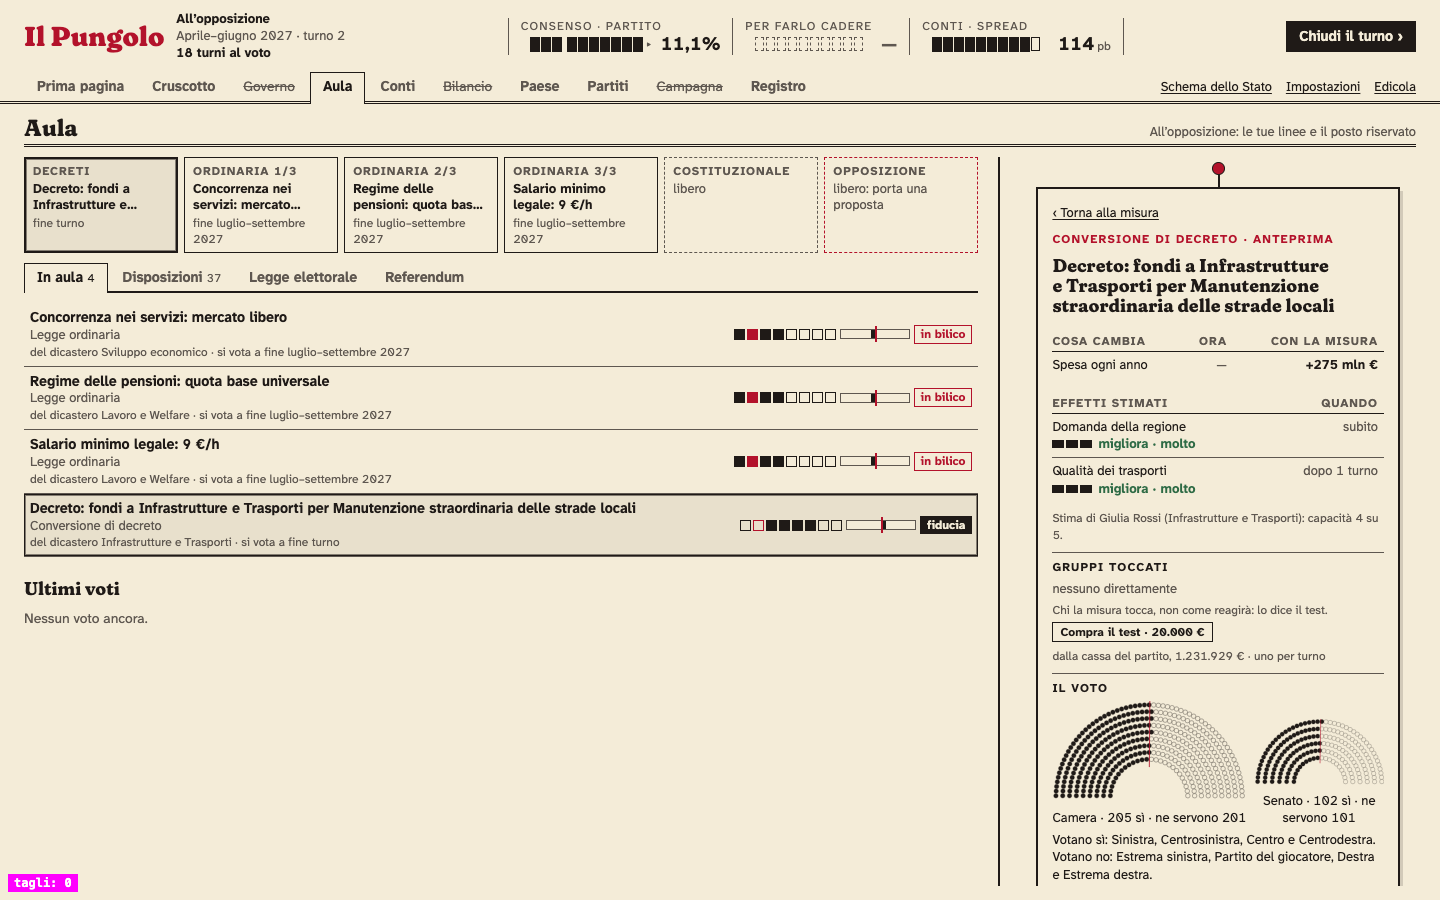 Il Pungolo
All'opposizione
Aprile–giugno 2027 · turno 2
18 turni al voto
CONSENSO · PARTITO
11,1%
PER FARLO CADERE
—
CONTI · SPREAD
114 pb
Chiudi il turno ›
Prima pagina
Cruscotto
Governo
Aula
Conti
Bilancio
Paese
Partiti
Campagna
Registro
Schema dello Stato
Impostazioni
Edicola
Aula
All'opposizione: le tue linee e il posto riservato
DECRETI
Decreto: fondi a
Infrastrutture e…
fine turno
ORDINARIA 1/3
Concorrenza nei
servizi: mercato…
fine luglio–settembre
2027
ORDINARIA 2/3
Regime delle
pensioni: quota bas…
fine luglio–settembre
2027
ORDINARIA 3/3
Salario minimo
legale: 9 €/h
fine luglio–settembre
2027
COSTITUZIONALE
libero
OPPOSIZIONE
libero: porta una
proposta
In aula 4
Disposizioni 37
Legge elettorale
Referendum
Concorrenza nei servizi: mercato libero
Legge ordinaria
del dicastero Sviluppo economico · si vota a fine luglio–settembre 2027
in bilico
Regime delle pensioni: quota base universale
Legge ordinaria
del dicastero Lavoro e Welfare · si vota a fine luglio–settembre 2027
in bilico
Salario minimo legale: 9 €/h
Legge ordinaria
del dicastero Lavoro e Welfare · si vota a fine luglio–settembre 2027
in bilico
Decreto: fondi a Infrastrutture e Trasporti per Manutenzione straordinaria delle strade locali
Conversione di decreto
del dicastero Infrastrutture e Trasporti · si vota a fine turno
fiducia
Ultimi voti
Nessun voto ancora.
‹ Torna alla misura
CONVERSIONE DI DECRETO · ANTEPRIMA
Decreto: fondi a Infrastrutture
e Trasporti per Manutenzione
straordinaria delle strade locali
COSA CAMBIA ORA CON LA MISURA
Spesa ogni anno — +275 mln €
EFFETTI STIMATI QUANDO
Domanda della regione subito
migliora · molto
Qualità dei trasporti dopo 1 turno
migliora · molto
Stima di Giulia Rossi (Infrastrutture e Trasporti): capacità 4 su
5.
GRUPPI TOCCATI
nessuno direttamente
Chi la misura tocca, non come reagirà: lo dice il test.
Compra il test · 20.000 €
dalla cassa del partito, 1.231.929 € · uno per turno
IL VOTO
Camera · 205 sì · ne servono 201
Senato · 102 sì · ne
servono 101
Votano sì: Sinistra, Centrosinistra, Centro e Centrodestra.
Votano no: Estrema sinistra, Partito del giocatore, Destra
e Estrema destra.
tagli: 0